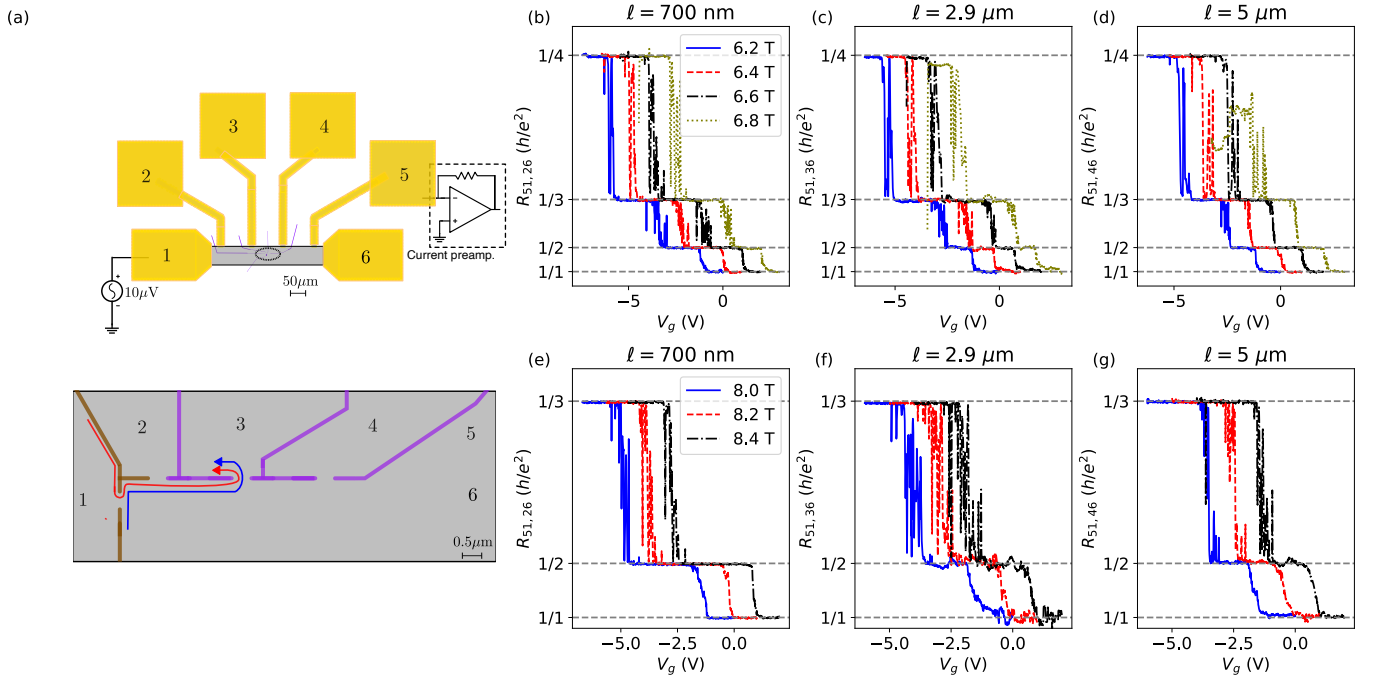 (a)
1
2
3
4
5
6
10μV
50μm
Current preamp.
1
2
3
4
5
6
0.5μm
(b)
ℓ = 700 nm
R51, 26 (h/e²)
1/4
1/3
1/2
1/1
−5
0
Vg (V)
6.2 T
6.4 T
6.6 T
6.8 T
(c)
ℓ = 2.9 μm
R51, 36 (h/e²)
1/4
1/3
1/2
1/1
−5
0
Vg (V)
(d)
ℓ = 5 μm
R51, 46 (h/e²)
1/4
1/3
1/2
1/1
−5
0
Vg (V)
(e)
ℓ = 700 nm
R51, 26 (h/e²)
1/3
1/2
1/1
−5.0
−2.5
0.0
Vg (V)
8.0 T
8.2 T
8.4 T
(f)
ℓ = 2.9 μm
R51, 36 (h/e²)
1/3
1/2
1/1
−5.0
−2.5
0.0
Vg (V)
(g)
ℓ = 5 μm
R51, 46 (h/e²)
1/3
1/2
1/1
−5.0
−2.5
0.0
Vg (V)